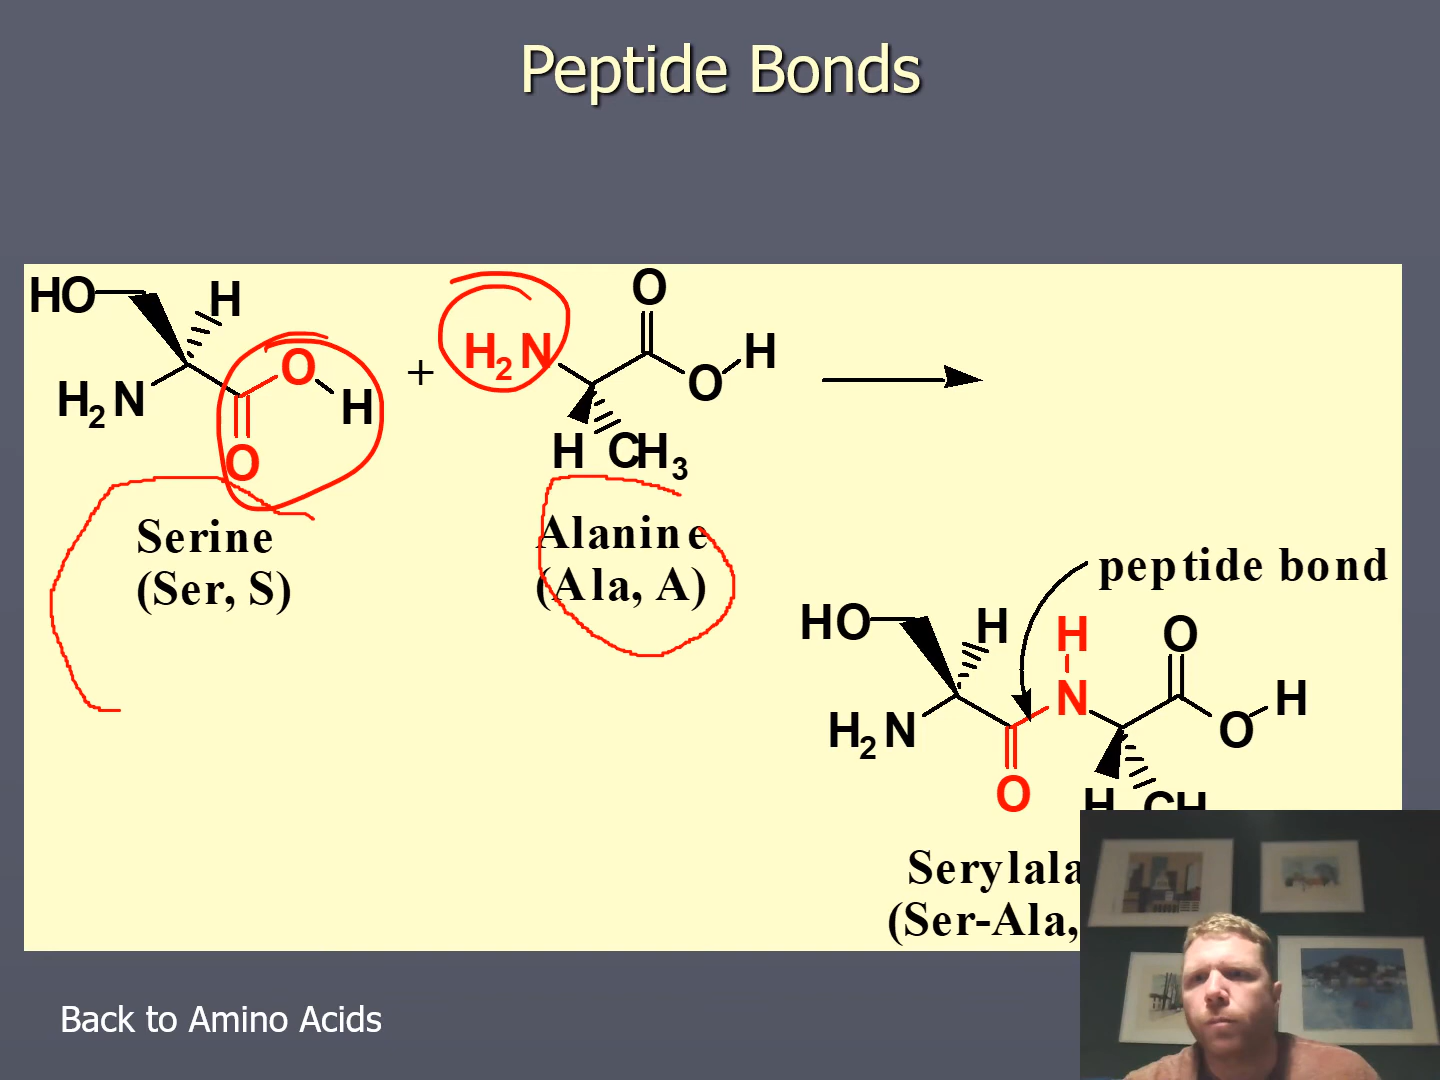 Peptide Bonds
HO H
H2N O H
O
+
H2N O
O H
H CH3
Serine
(Ser, S)
Alanine
(Ala, A)
peptide bond
HO H H O
H2N N O H
O
H CH
(Ser-Ala,
Back to Amino Acids